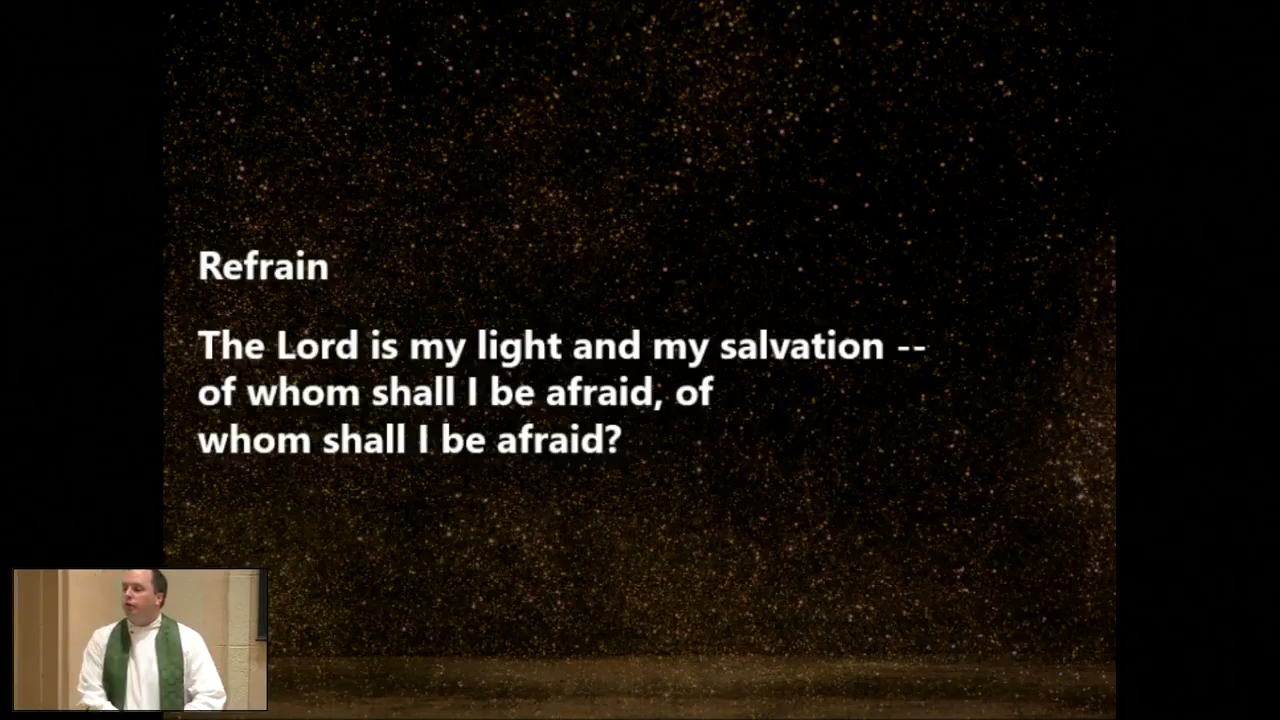 Refrain
The Lord is my light and my salvation --
of whom shall I be afraid, of
whom shall I be afraid?